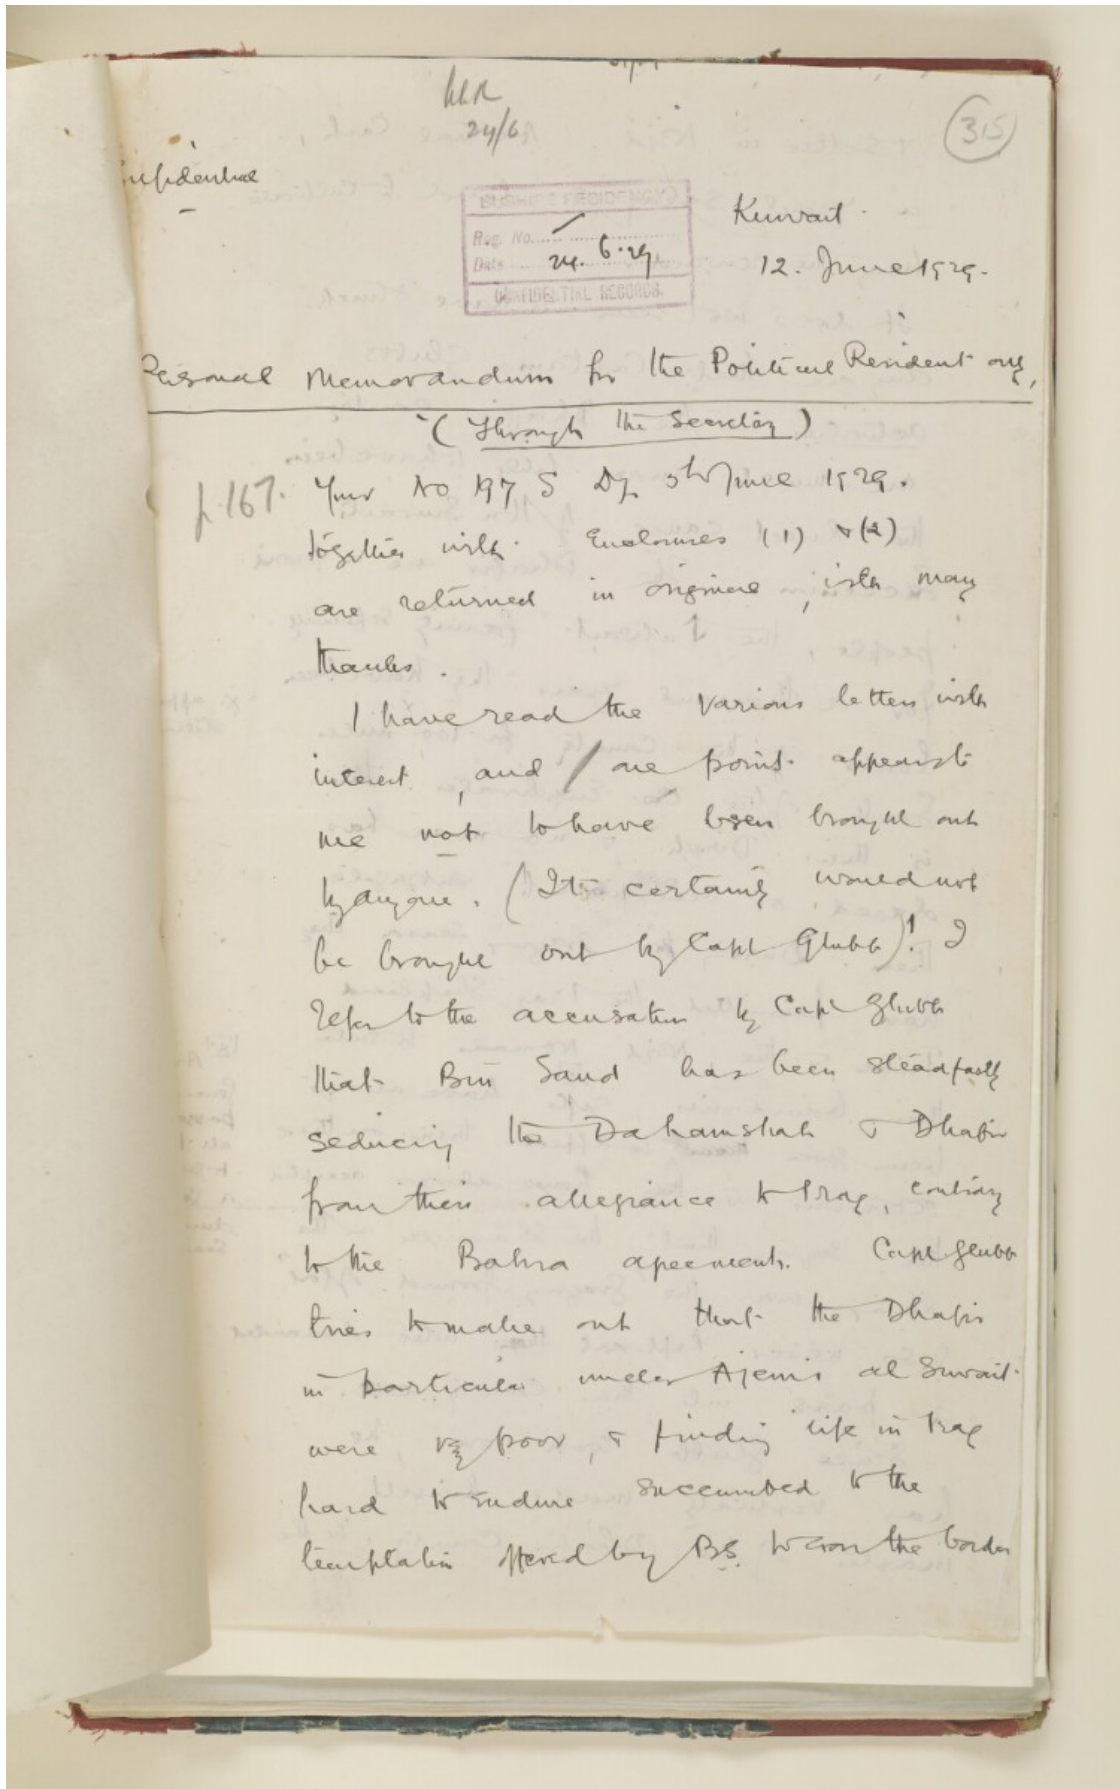 24/6
315
Confidential
BUSHIRE RESIDENCY
Reg. No.
Date 24.6.29
CONFIDENTIAL RECORDS.
Kuwait.
12. June 1929.
Personal Memorandum for the Political Resident only,
(Through the Secretary)
p. 167. Your No 197 S Dy. 5th June 1929.
together with Enclosures (1) & (2)
are returned in original, with many
thanks.
I have read the various letters with
interest, and one point appears to
me not to have been brought out
by anyone. (It certainly would not
be brought out by Capt Glubb)! I
refer to the accusation by Capt Glubb
that Bin Saud has been steadfastly
seducing the Dahamshah & Dhafir
from their allegiance to Iraq, contrary
to the Bahra agreement. Capt Glubb
tries to make out that the Dhafir
in particular under Ajemi al Suwait
were very poor, & finding life in Iraq
hard to endure succumbed to the
temptation offered by B.S. to cross the border